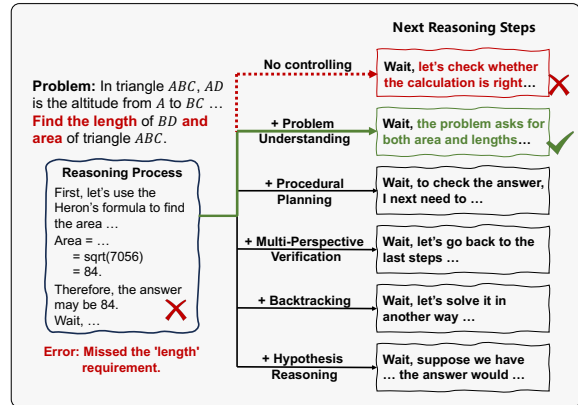 Next Reasoning Steps
Problem: In triangle ABC, AD
is the altitude from A to BC ...
Find the length of BD and
area of triangle ABC.
Reasoning Process
First, let's use the
Heron's formula to find
the area ...
Area = ...
= sqrt(7056)
= 84.
Therefore, the answer
may be 84.
Wait, ...
Error: Missed the 'length'
requirement.
No controlling
Wait, let's check whether
the calculation is right...
+ Problem
Understanding
Wait, the problem asks for
both area and lengths...
+ Procedural
Planning
Wait, to check the answer,
I next need to ...
+ Multi-Perspective
Verification
Wait, let's go back to the
last steps ...
+ Backtracking
Wait, let's solve it in
another way ...
+ Hypothesis
Reasoning
Wait, suppose we have
... the answer would ...